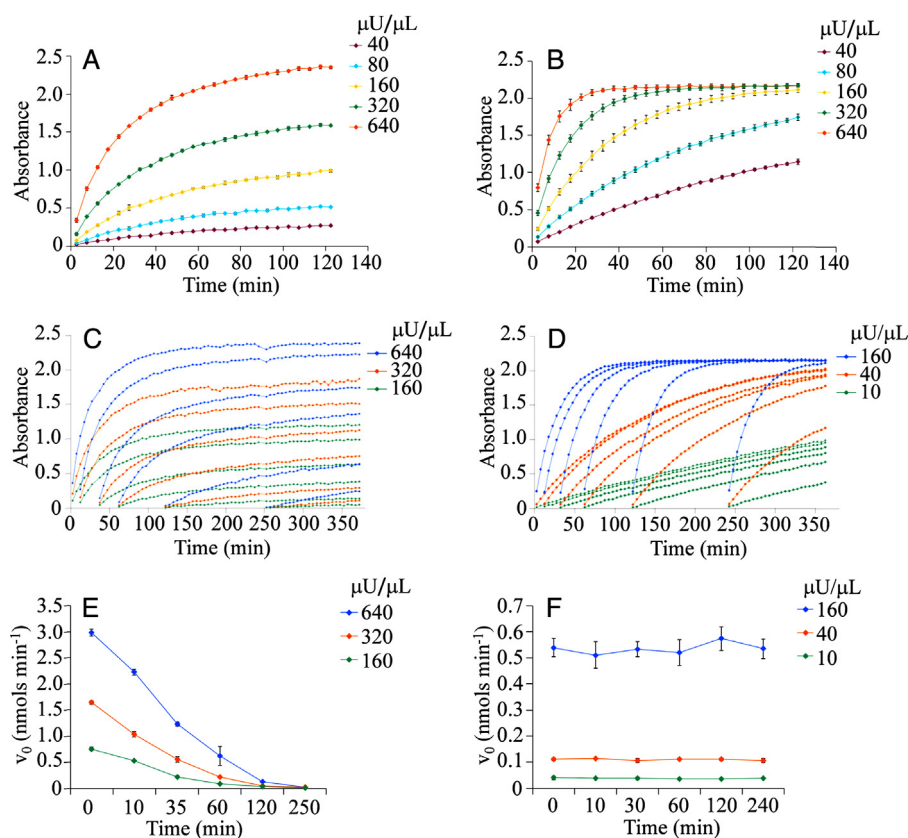 A
μU/μL
40
80
160
320
640
Absorbance
2.5
2.0
1.5
1.0
0.5
0
0 20 40 60 80 100 120 140
Time (min)
B
μU/μL
40
80
160
320
640
Absorbance
2.5
2.0
1.5
1.0
0.5
0
0 20 40 60 80 100 120 140
Time (min)
C
μU/μL
640
320
160
Absorbance
2.5
2.0
1.5
1.0
0.5
0
0 50 100 150 200 250 300 350
Time (min)
D
μU/μL
160
40
10
Absorbance
2.5
2.0
1.5
1.0
0.5
0
0 50 100 150 200 250 300 350
Time (min)
E
μU/μL
640
320
160
v0 (nmols min-1)
3.5
3.0
2.5
2.0
1.5
1.0
0.5
0
0 10 35 60 120 250
Time (min)
F
μU/μL
160
40
10
v0 (nmols min-1)
0.7
0.6
0.5
0.4
0.3
0.2
0.1
0
0 10 30 60 120 240
Time (min)